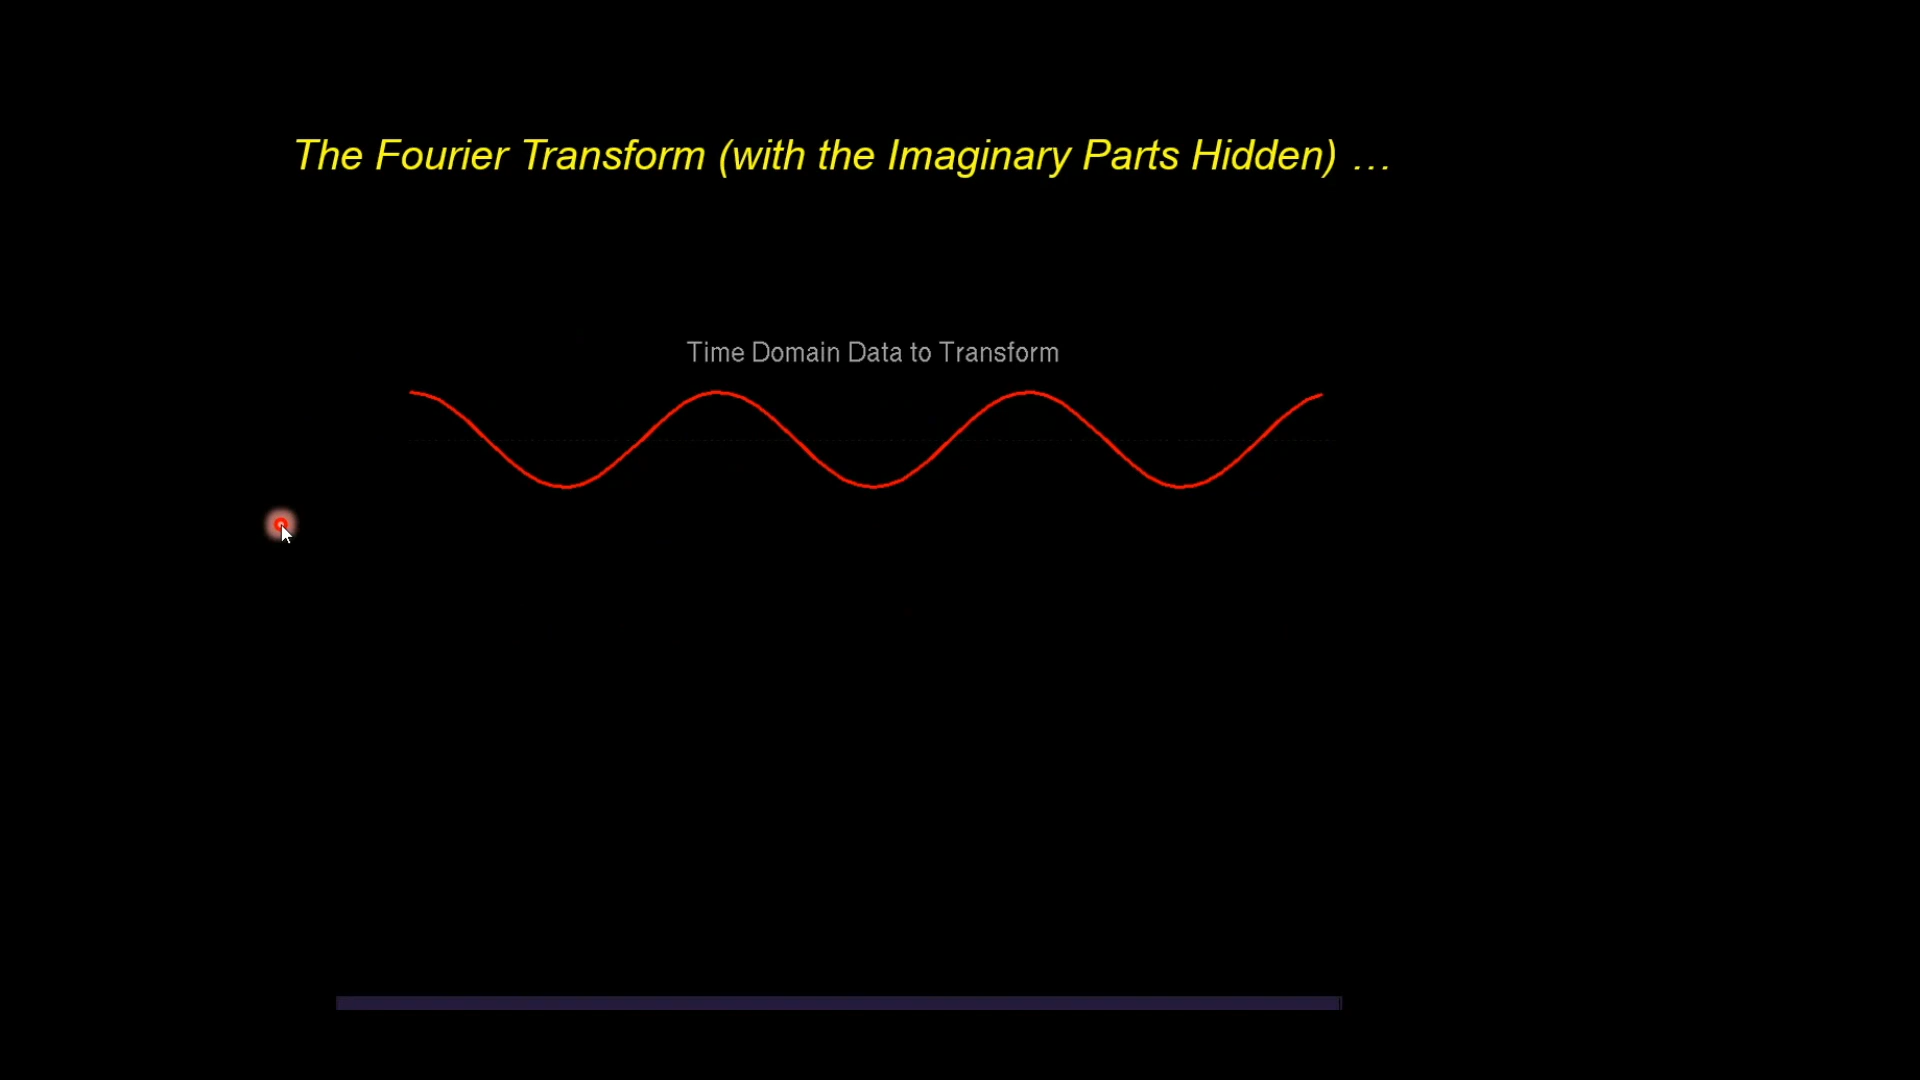 The Fourier Transform (with the Imaginary Parts Hidden) …
Time Domain Data to Transform